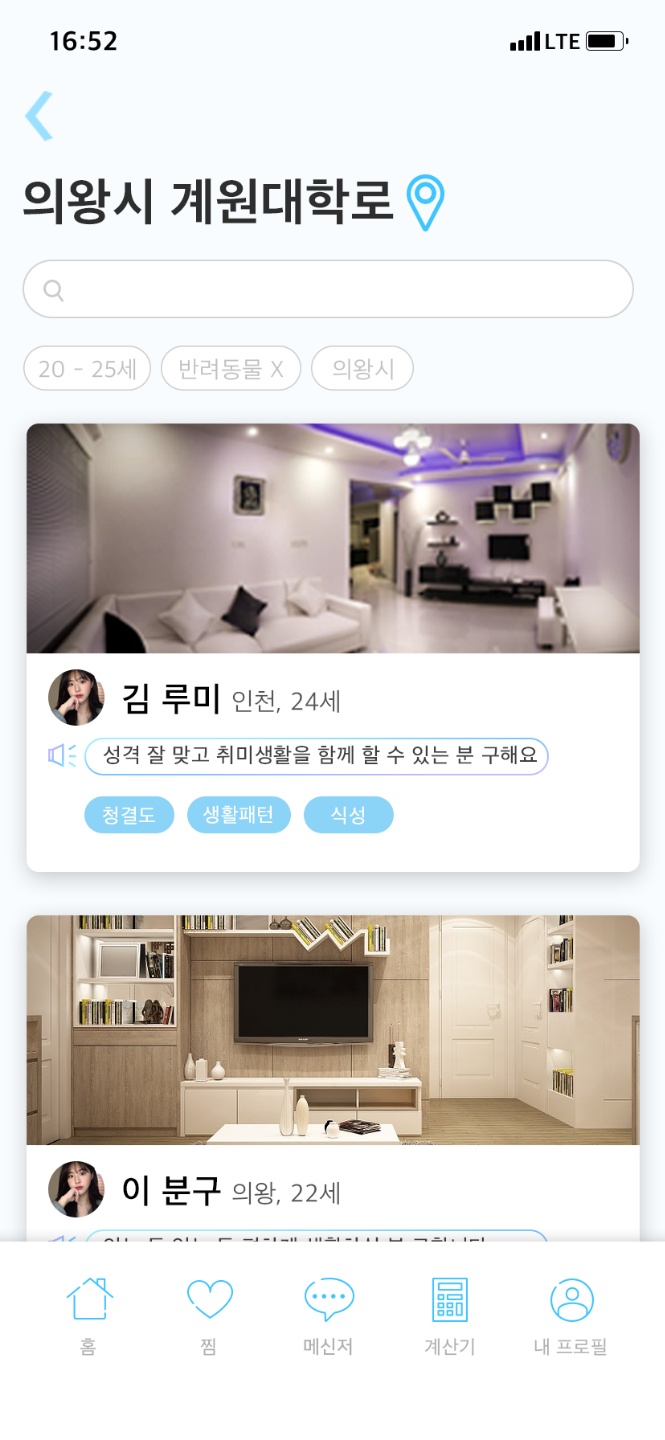 16:52 LTE
의왕시 계원대학로
20 - 25세 반려동물 X 의왕시
김 루미 인천, 24세
성격 잘 맞고 취미생활을 함께 할 수 있는 분 구해요
청결도 생활패턴 식성
이 분구 의왕, 22세
홈 찜 메신저 계산기 내 프로필